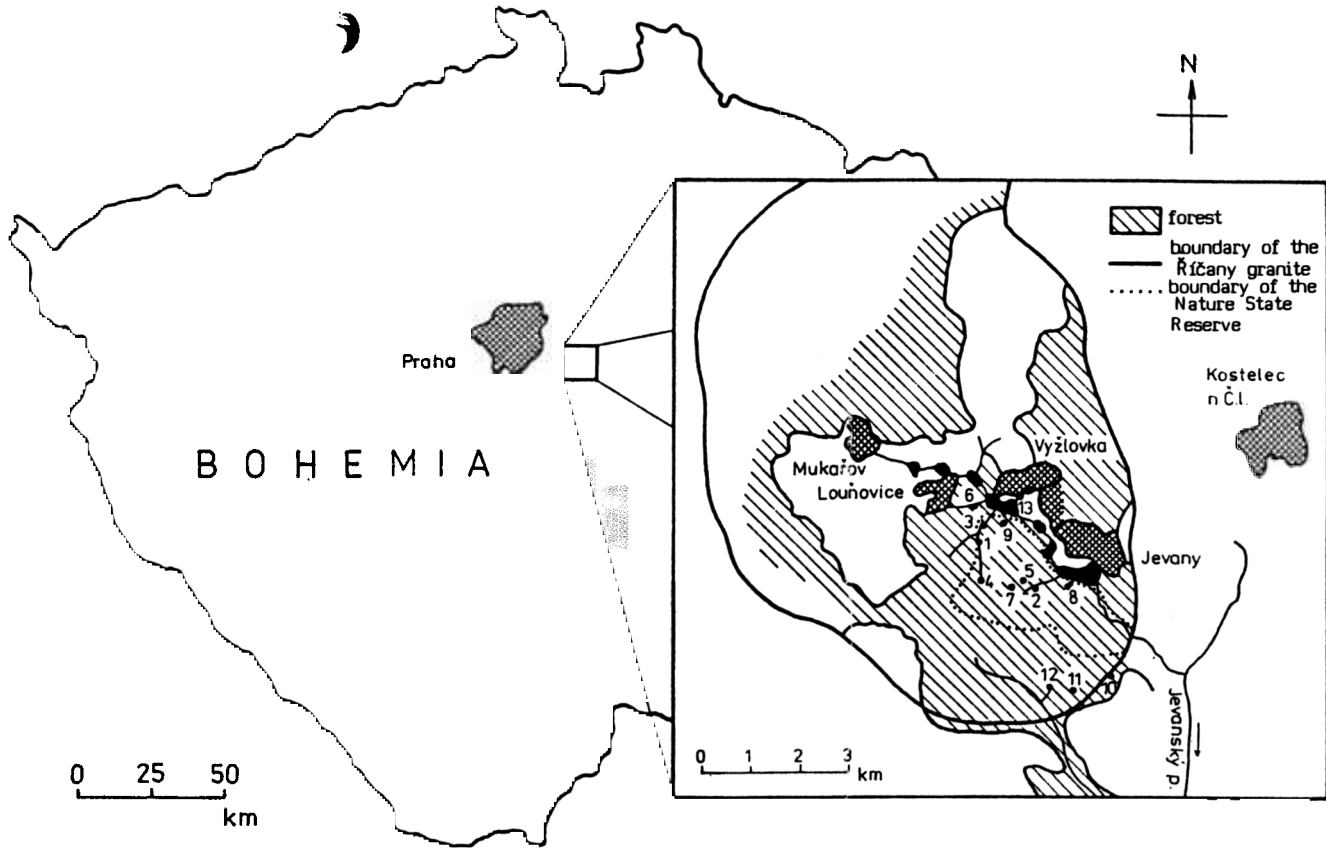 N
forest
boundary of the
Říčany granite
boundary of the
Nature State
Reserve
Kostelec
n Č.l.
Praha
BOHEMIA
Vyžlovka
Mukařov
Louňovice
6
13
3
9
1
Jevany
5
4
7
2
8
12
11
10
Jevanský p.
0 1 2 3
km
0 25 50
km